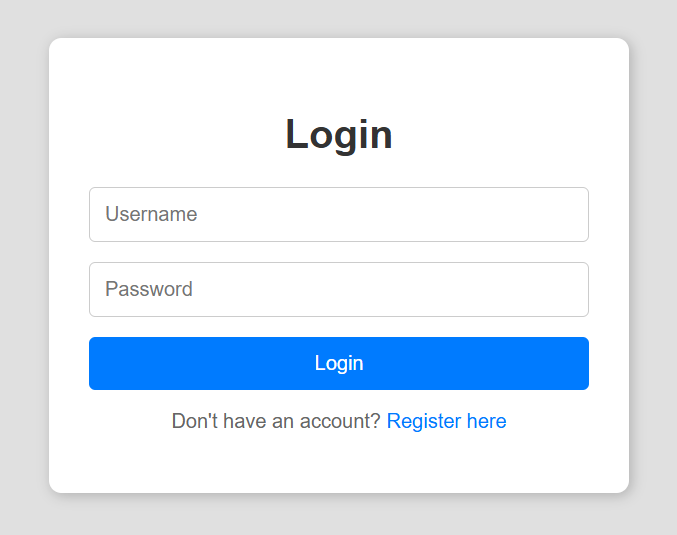 Login
Username
Password
Login
Don't have an account? Register here